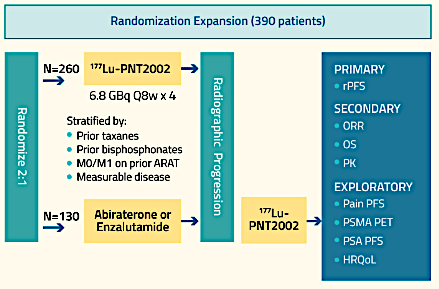 Randomization Expansion (390 patients)
Randomize 2:1
N=260
¹⁷⁷Lu-PNT2002
6.8 GBq Q8w x 4
Stratified by:
• Prior taxanes
• Prior bisphosphonates
• M0/M1 on prior ARAT
• Measurable disease
N=130
Abiraterone or
Enzalutamide
Radiographic Progression
¹⁷⁷Lu-
PNT2002
PRIMARY
• rPFS
SECONDARY
• ORR
• OS
• PK
EXPLORATORY
• Pain PFS
• PSMA PET
• PSA PFS
• HRQoL